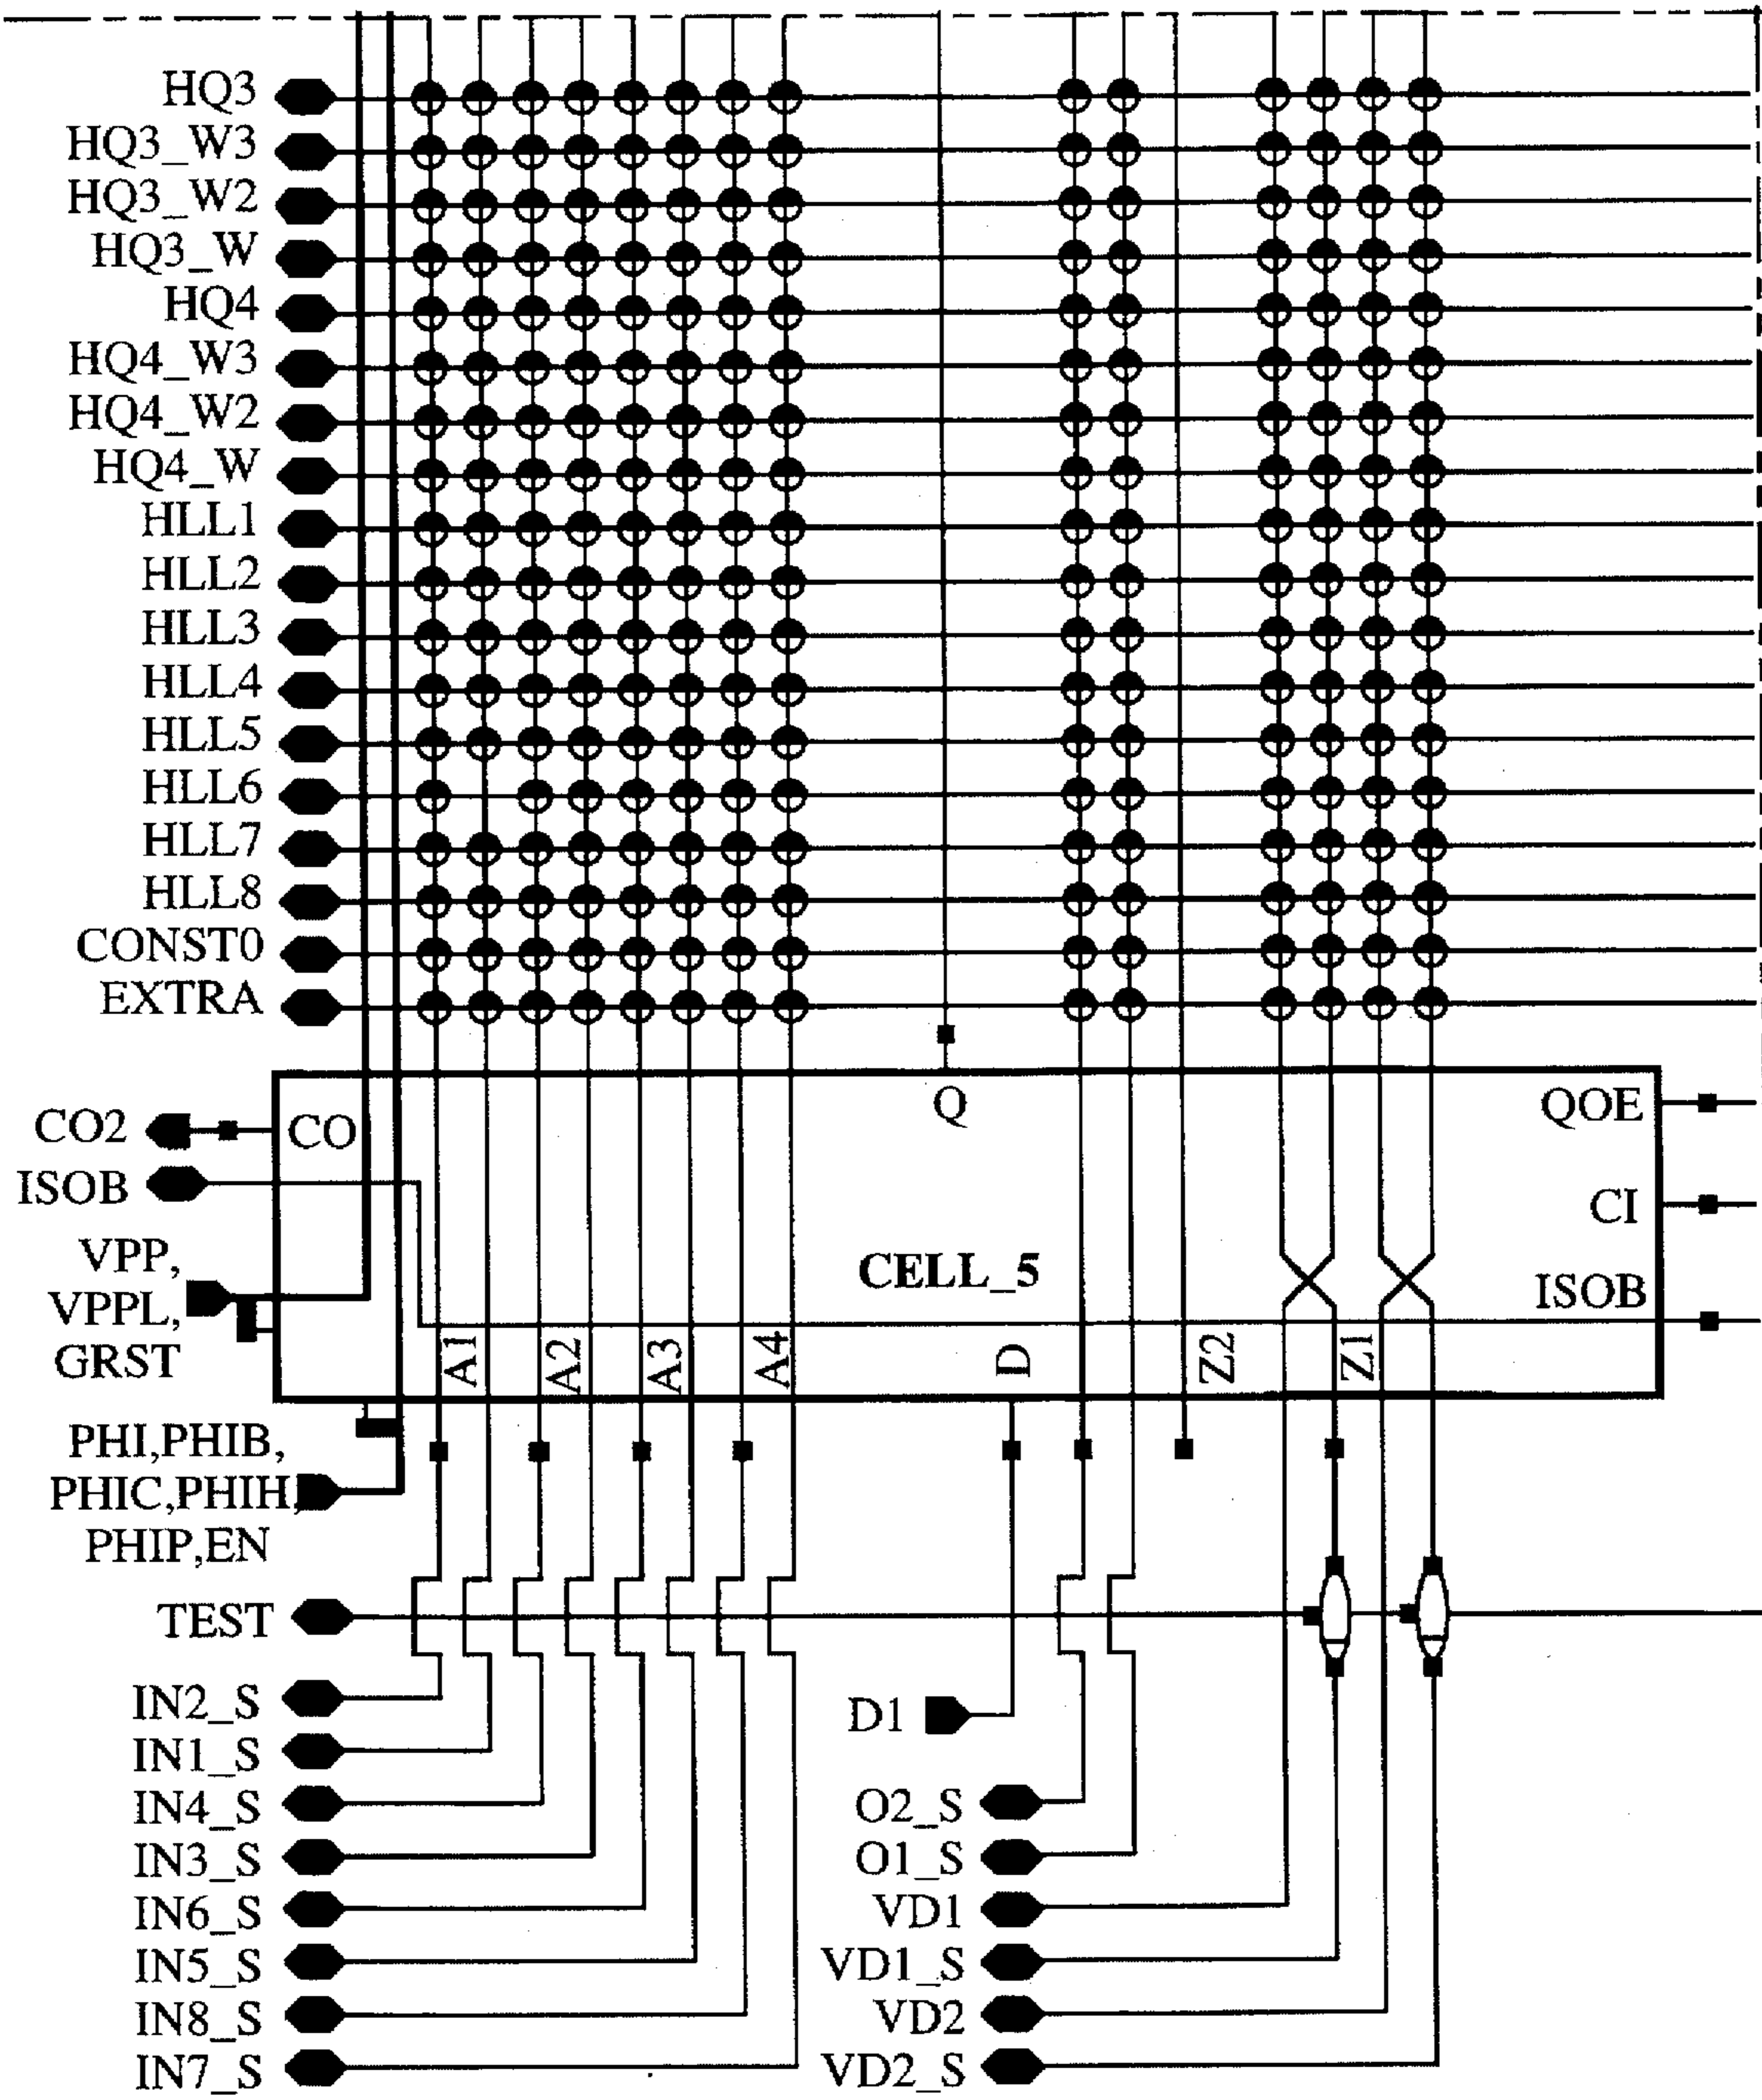 HQ3
HQ3_W3
HQ3_W2
HQ3_W
HQ4
HQ4_W3
HQ4_W2
HQ4_W
HLL1
HLL2
HLL3
HLL4
HLL5
HLL6
HLL7
HLL8
CONST0
EXTRA
CO2
CO
Q
QOE
ISOB
CI
VPP,
VPPL,
GRST
CELL_5
ISOB
A1
A2
A3
A4
D
Z2
Z1
PHI,PHIB,
PHIC,PHIH,
PHIP,EN
TEST
IN2_S
IN1_S
IN4_S
IN3_S
IN6_S
IN5_S
IN8_S
IN7_S
D1
O2_S
O1_S
VD1
VD1_S
VD2
VD2_S